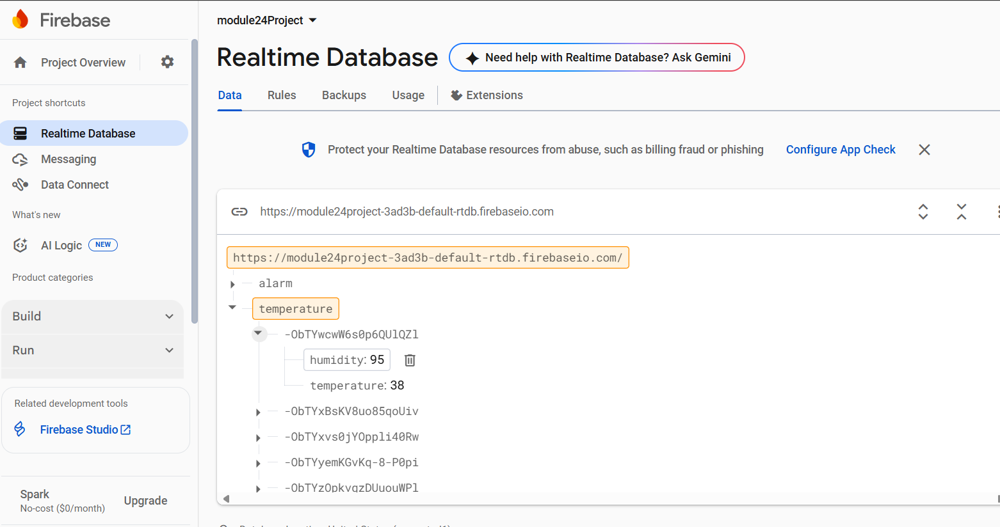 Firebase
module24Project
Project Overview
Realtime Database
Need help with Realtime Database? Ask Gemini
Data
Rules
Backups
Usage
Extensions
Project shortcuts
Realtime Database
Messaging
Data Connect
What's new
AI Logic NEW
Product categories
Build
Run
Related development tools
Firebase Studio
Spark
No-cost ($0/month)
Upgrade
Protect your Realtime Database resources from abuse, such as billing fraud or phishing
Configure App Check
https://module24project-3ad3b-default-rtdb.firebaseio.com
https://module24project-3ad3b-default-rtdb.firebaseio.com/
alarm
temperature
-ObTYwcwW6s0p6QUlQZl
humidity: 95
temperature: 38
-ObTYxBsKV8uo85qoUiv
-ObTYxvs0jYOppli40Rw
-ObTYyemKGvKq-8-P0pi
-ObTYzOpkvqzDUuouWPl